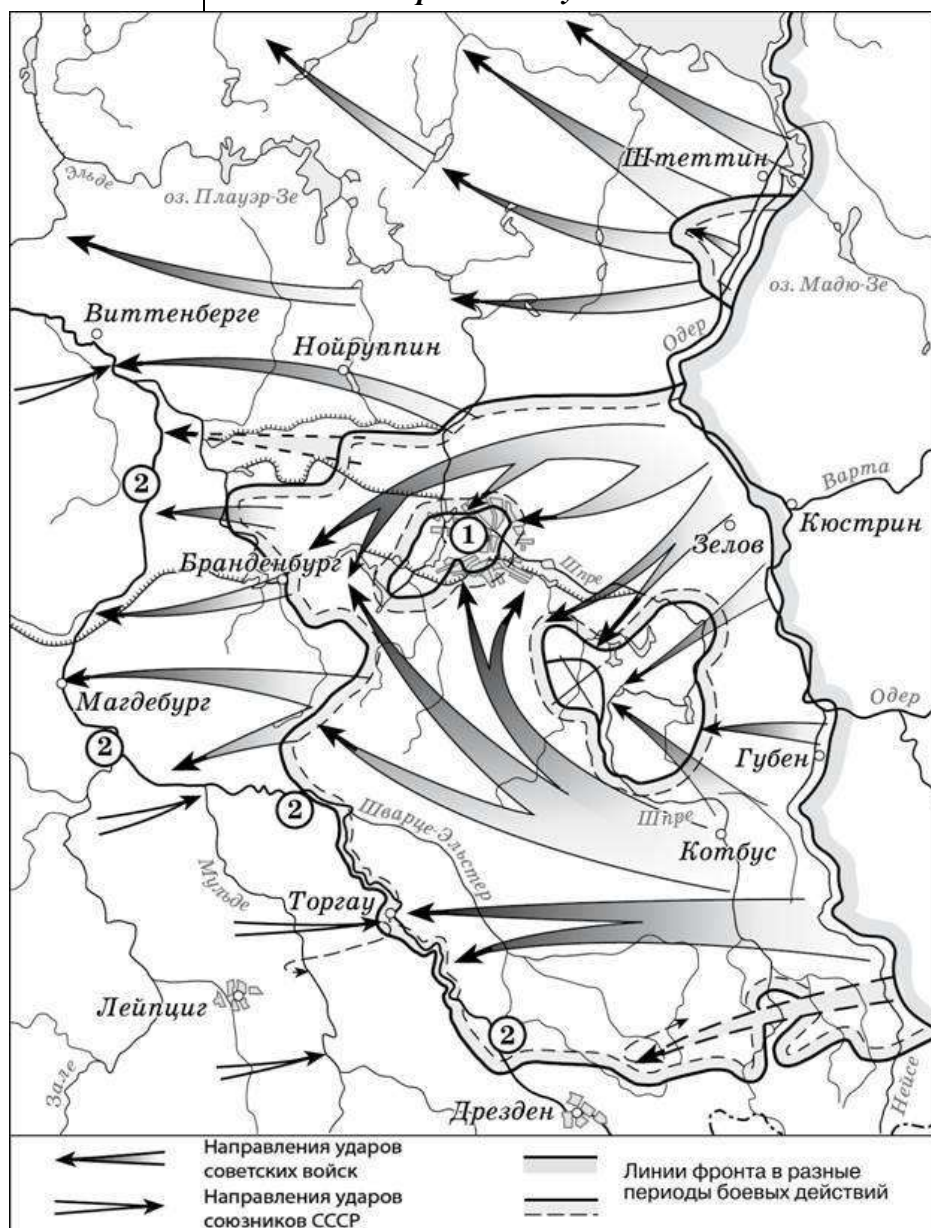 Штеттин
Эльде
оз. Плауэр-Зе
оз. Мадю-Зе
Виттенберге
Одер
Нойруппин
2
Варта
1
Кюстрин
Зелов
Бранденбург
Шпре
Магдебург
Одер
2
Губен
2
Шпре
Шварце-Эльстер
Котбус
Мульде
Торгау
Лейпциг
2
Зале
Нейсе
Дрезден
Направления ударов
советских войск
Направления ударов
союзников СССР
Линии фронта в разные
периоды боевых действий